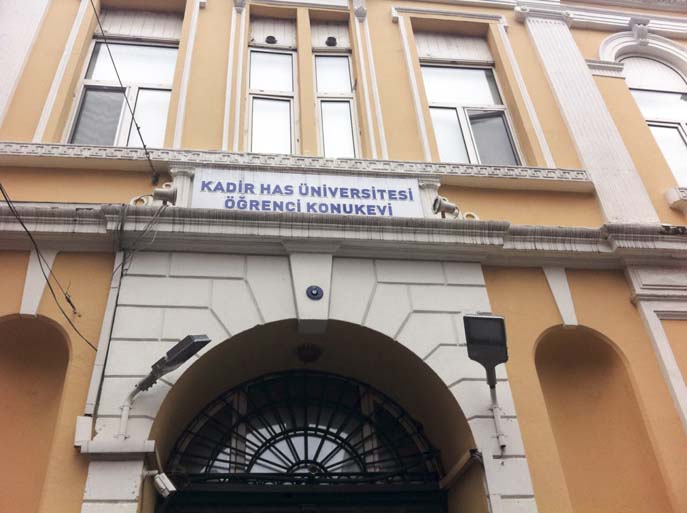 KADİR HAS ÜNİVERSİTESİ
ÖĞRENCİ KONUKEVİ